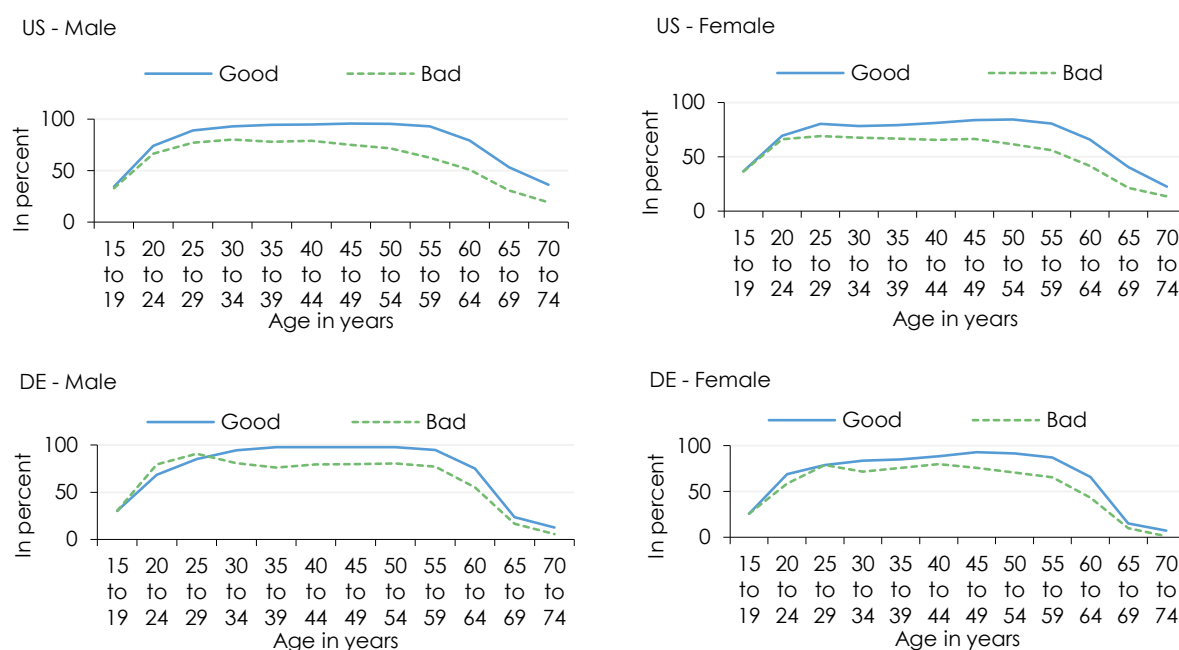 US - Male
Good Bad
In percent
100
50
0
15 20 25 30 35 40 45 50 55 60 65 70
to to to to to to to to to to to to
19 24 29 34 39 44 49 54 59 64 69 74
Age in years
US - Female
Good Bad
In percent
100
50
0
15 20 25 30 35 40 45 50 55 60 65 70
to to to to to to to to to to to to
19 24 29 34 39 44 49 54 59 64 69 74
Age in years
DE - Male
Good Bad
In percent
100
50
0
15 20 25 30 35 40 45 50 55 60 65 70
to to to to to to to to to to to to
19 24 29 34 39 44 49 54 59 64 69 74
Age in years
DE - Female
Good Bad
In percent
100
50
0
15 20 25 30 35 40 45 50 55 60 65 70
to to to to to to to to to to to to
19 24 29 34 39 44 49 54 59 64 69 74
Age in years